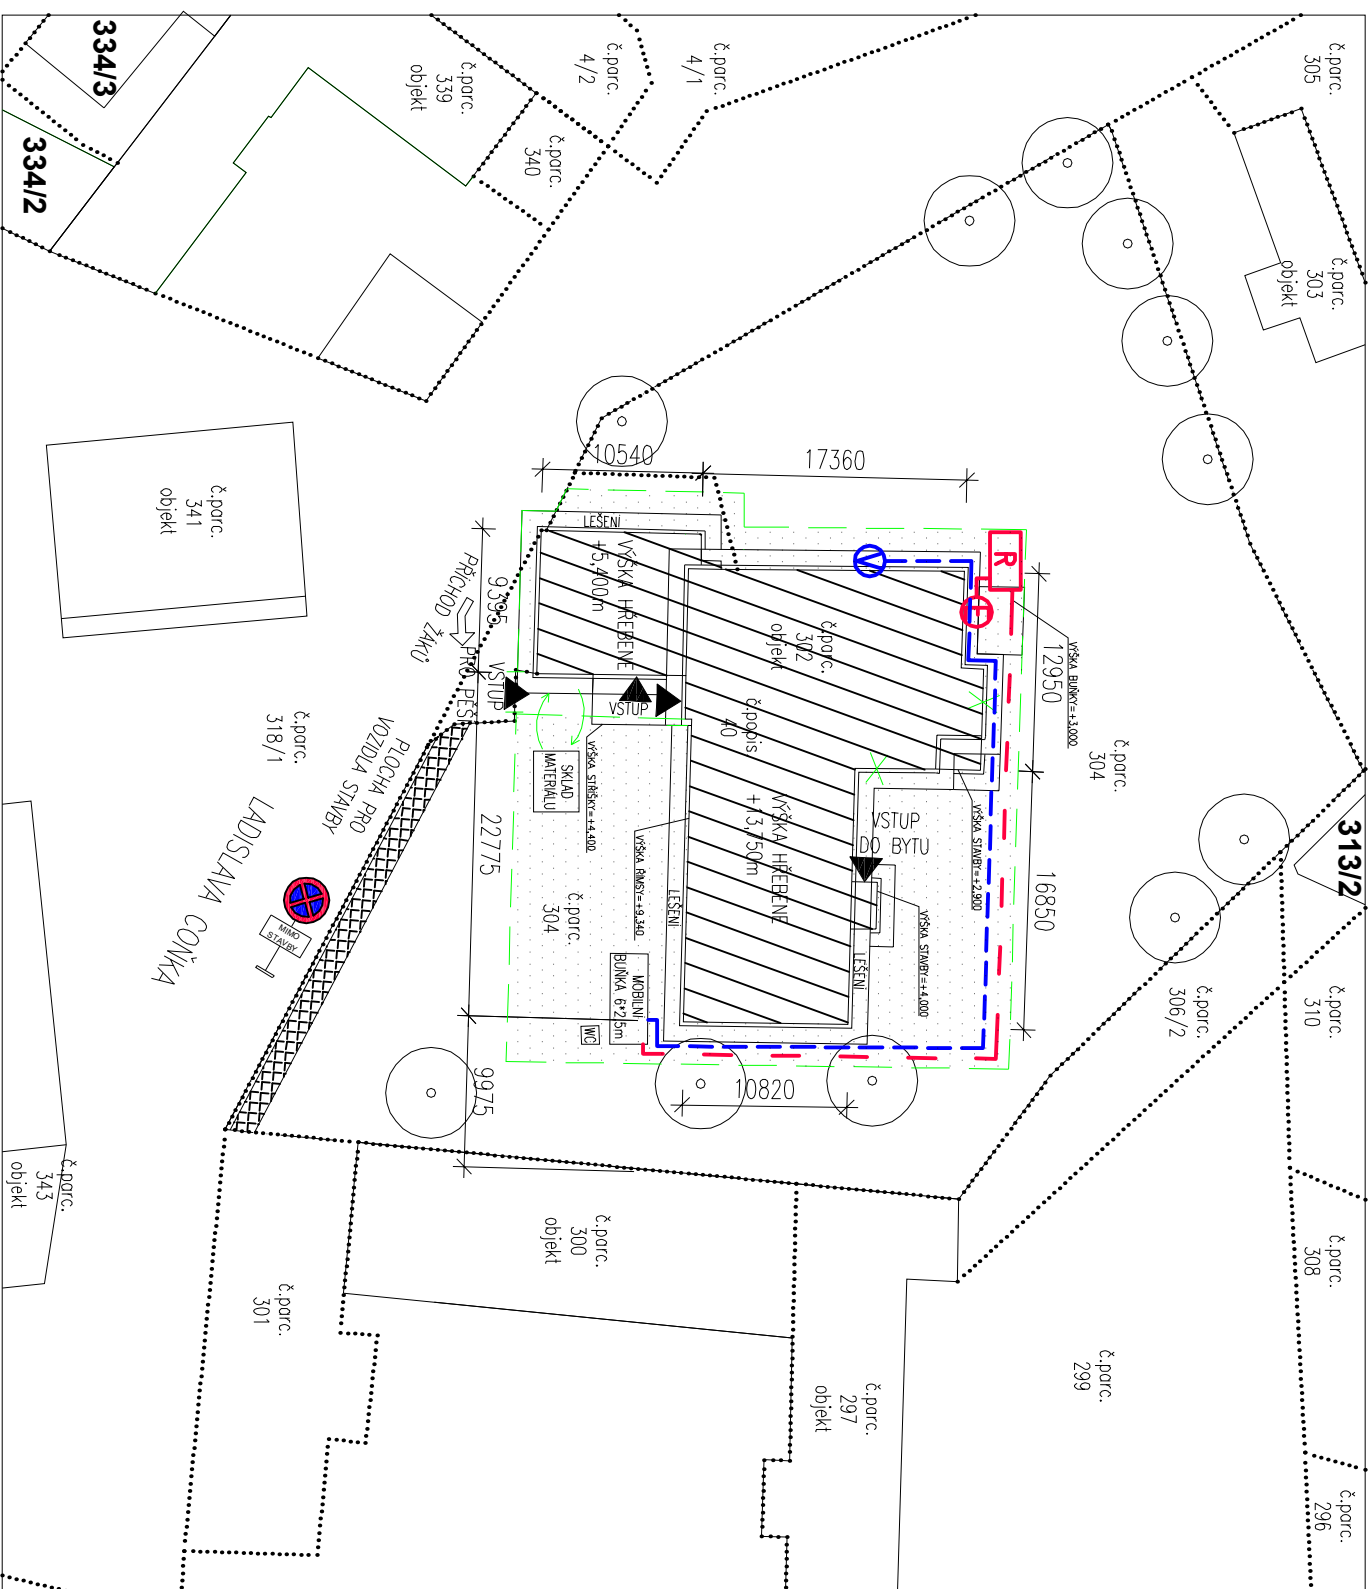 334/3
334/2
č.parc.
339
objekt
č.parc.
4/2
č.parc.
4/1
č.parc.
340
č.parc.
305
č.parc.
303
objekt
č.parc.
341
objekt
10540
17360
LEŠENÍ
VÝŠKA HŘEBENE
+5,400m
V
R
E
12950
VÝŠKA BUŇKY=+3,000
č.parc.
304
č.parc.
302
objekt
9395
PŘÍCHOD ŽÁKŮ
VSTUP
PRO PĚŠÍ
VSTUP
č.popis
40
VÝŠKA HŘEBENE
+13,750m
VSTUP
DO BYTU
VÝŠKA STAVBY=+2,900
16850
VÝŠKA STAVBY=+4,000
SKLAD
MATERIÁLU
VÝŠKA STŘÍŠKY=+4,400
VÝŠKA ŘÍMSY=+9,340
LEŠENÍ
LEŠENÍ
22775
č.parc.
304
MOBILNÍ
BUŇKA 6*2,5m
WC
č.parc.
318/1
PLOCHA PRO
VOZIDLA STAVBY
LADISLAVA COŇKA
MIMO
STAVBY
9975
10820
313/2
č.parc.
306/2
č.parc.
310
č.parc.
308
č.parc.
343
objekt
č.parc.
301
č.parc.
300
objekt
č.parc.
297
objekt
č.parc.
299
č.parc.
296